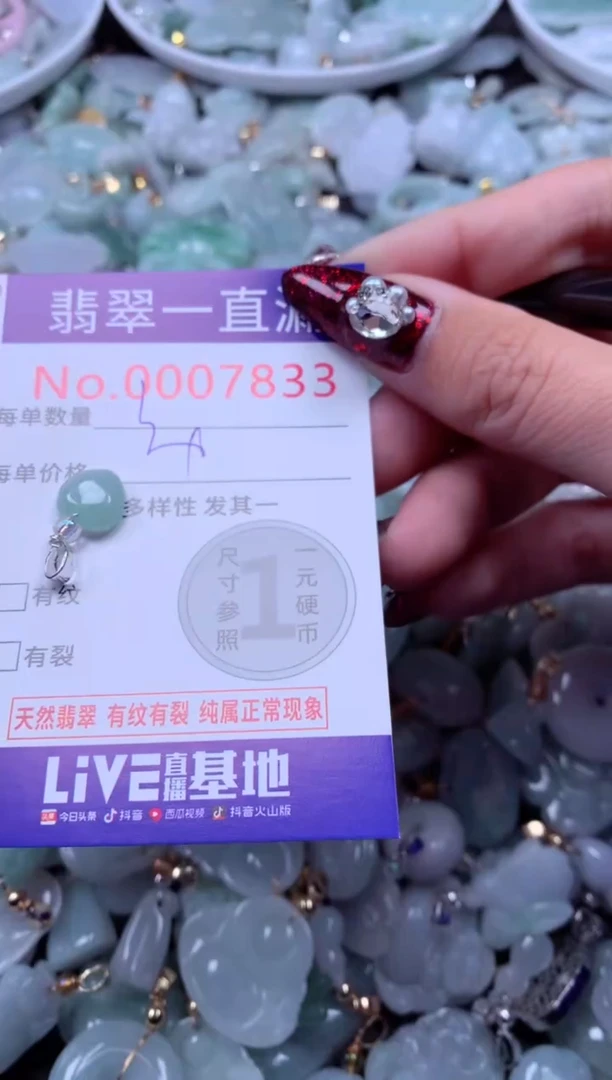 翡翠一直漏
No.0007833
每单数量
每单价格
多样性 发其一
尺寸参照
1
一元硬币
有纹
有裂
天然翡翠 有纹有裂 纯属正常现象
LiVE直播基地
头条 今日头条 抖音 西瓜视频 抖音火山版